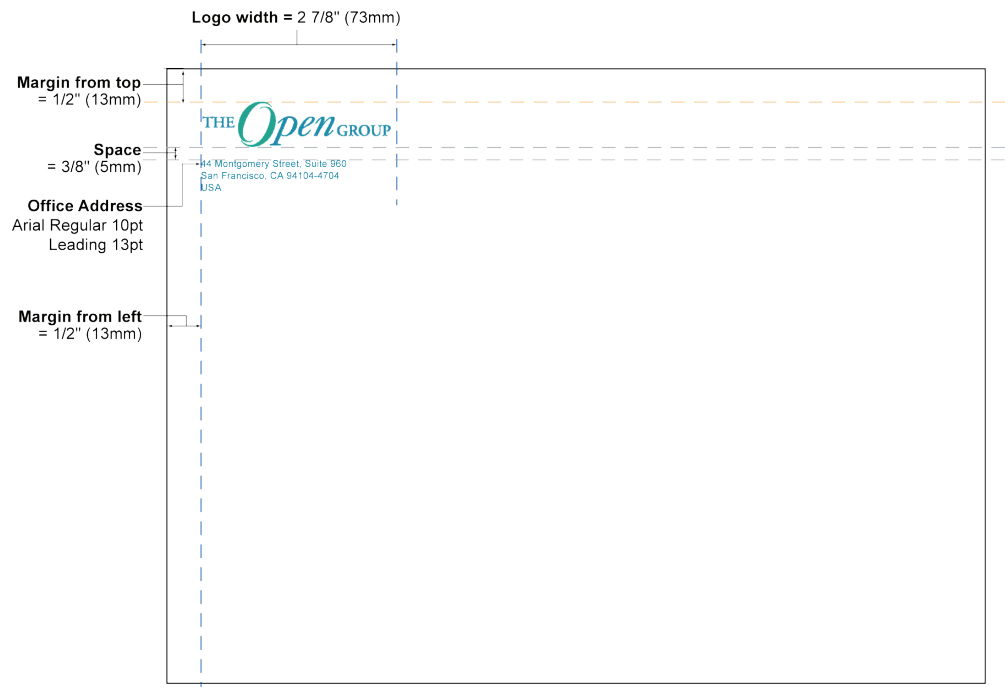 Logo width = 2 7/8" (73mm)
Margin from top
= 1/2" (13mm)
THE Open GROUP
Space
= 3/8" (5mm)
44 Montgomery Street, Suite 960
San Francisco, CA 94104-4704
USA
Office Address
Arial Regular 10pt
Leading 13pt
Margin from left
= 1/2" (13mm)